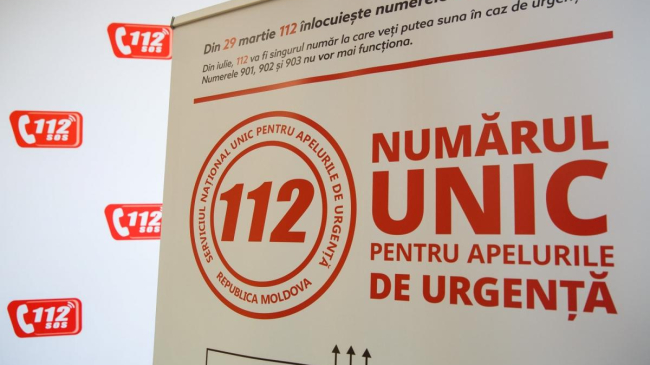 Din 29 martie 112 înlocuiește numerele
Din iulie, 112 va fi singurul număr la care veți putea suna în caz de urgen
Numerele 901, 902 și 903 nu vor mai funcționa.
SERVICIUL NAȚIONAL UNIC PENTRU APELURILE DE URGENȚĂ
112
REPUBLICA MOLDOVA
NUMĂRUL
UNIC
PENTRU APELURILE
DE URGENȚĂ
112
SOS
112
SOS
112
SOS
112
SOS